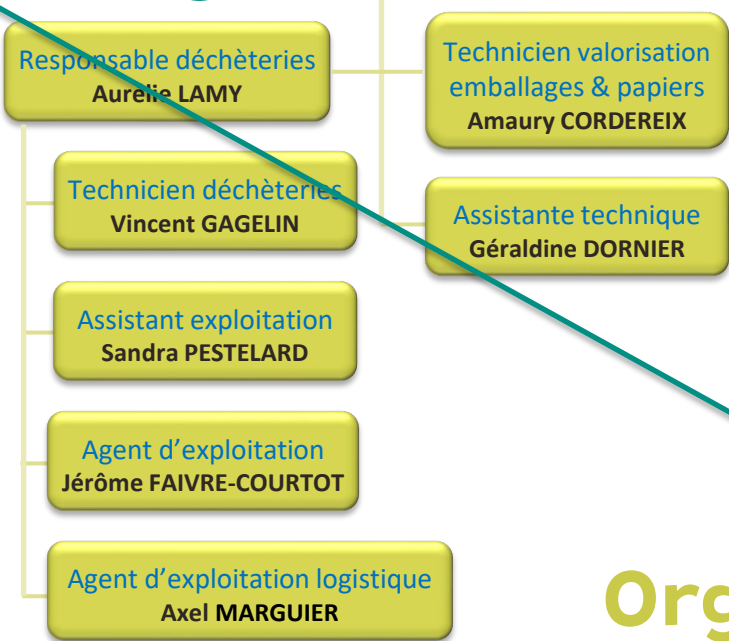 Responsable déchèteries
Aurélie LAMY
Technicien valorisation
emballages & papiers
Amaury CORDEREIX
Technicien déchèteries
Vincent GAGELIN
Assistante technique
Géraldine DORNIER
Assistant exploitation
Sandra PESTELARD
Agent d’exploitation
Jérôme FAIVRE-COURTOT
Agent d’exploitation logistique
Axel MARGUIER
Org